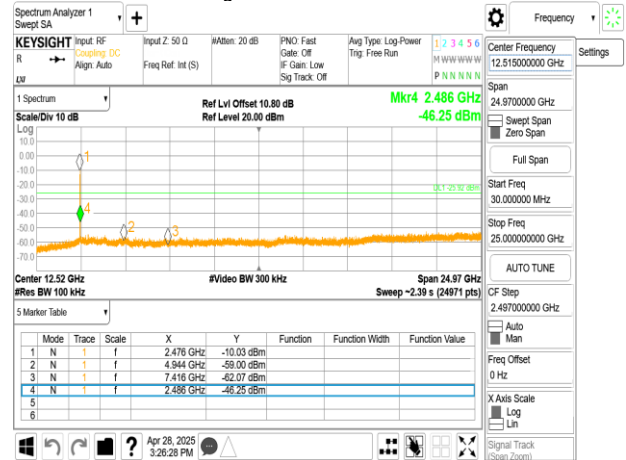 Spectrum Analyzer 1
Swept SA
+
Frequency
KEYSIGHT Input: RF Input Z: 50 Ω #Atten: 20 dB PNO: Fast Avg Type: Log-Power 1 2 3 4 5 6
R Coupling: DC Gate: Off Trig: Free Run M W W W W W
Align: Auto Freq Ref: Int (S) IF Gain: Low
Sig Track: Off P N N N N N
LXI
Center Frequency
12.515000000 GHz
Settings
Span
24.9700000 GHz
Swept Span
Zero Span
Full Span
Start Freq
30.000000 MHz
Stop Freq
25.000000000 GHz
AUTO TUNE
CF Step
2.497000000 GHz
Auto
Man
Freq Offset
0 Hz
X Axis Scale
Log
Lin
Signal Track
(Span Zoom)
1 Spectrum Ref Lvl Offset 10.80 dB Mkr4 2.486 GHz
Scale/Div 10 dB Ref Level 20.00 dBm -46.25 dBm
Log
10.0
0.00
-10.0
-20.0
-30.0
-40.0
-50.0
-60.0
-70.0
1
4
2
3
Center 12.52 GHz #Video BW 300 kHz Span 24.97 GHz
#Res BW 100 kHz Sweep ~2.39 s (24971 pts)
5 Marker Table
Mode Trace Scale X Y Function Function Width Function Value
1 N 1 f 2.476 GHz -10.03 dBm
2 N 1 f 4.944 GHz -59.00 dBm
3 N 1 f 7.416 GHz -62.07 dBm
4 N 1 f 2.486 GHz -46.25 dBm
5
6
?
Apr 28, 2025
3:26:28 PM